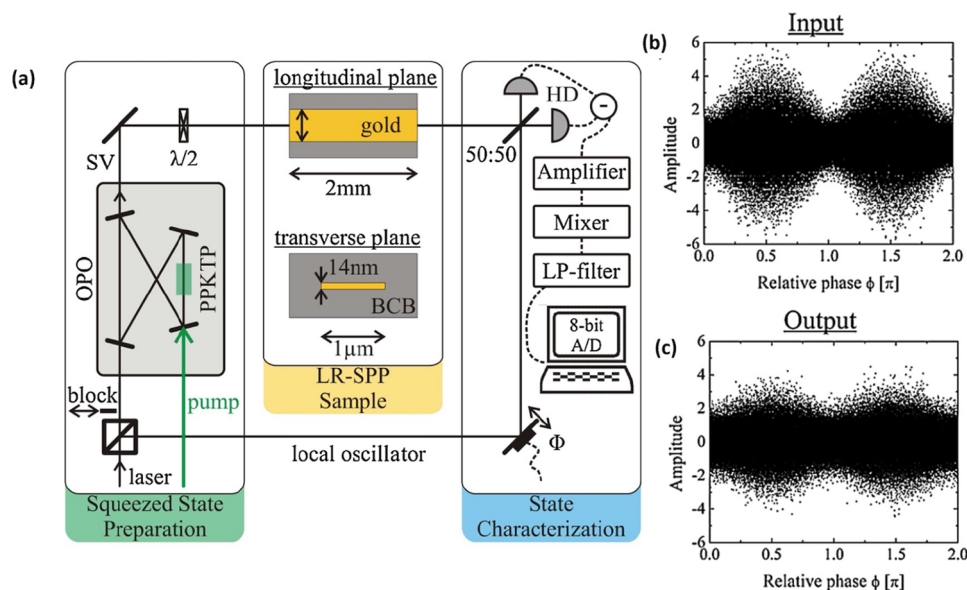 (a)
SV
λ/2
OPO
PPKTP
block
pump
laser
Squeezed State
Preparation
longitudinal plane
gold
2mm
transverse plane
14nm
BCB
1µm
LR-SPP
Sample
local oscillator
HD
-
50:50
Amplifier
Mixer
LP-filter
8-bit
A/D
Φ
State
Characterization
Input
(b)
Amplitude
6
4
2
0
-2
-4
-6
0.0 0.5 1.0 1.5 2.0
Relative phase ϕ [π]
Output
(c)
Amplitude
6
4
2
0
-2
-4
-6
0.0 0.5 1.0 1.5 2.0
Relative phase ϕ [π]